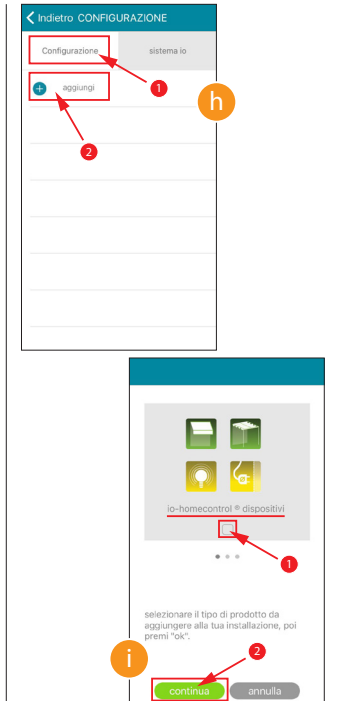 Indietro CONFIGURAZIONE
Configurazione sistema io
1
aggiungi
h
2
io-homecontrol ® dispositivi
1
selezionare il tipo di prodotto da
aggiungere alla tua installazione, poi
premi "ok".
2
i
continua annulla